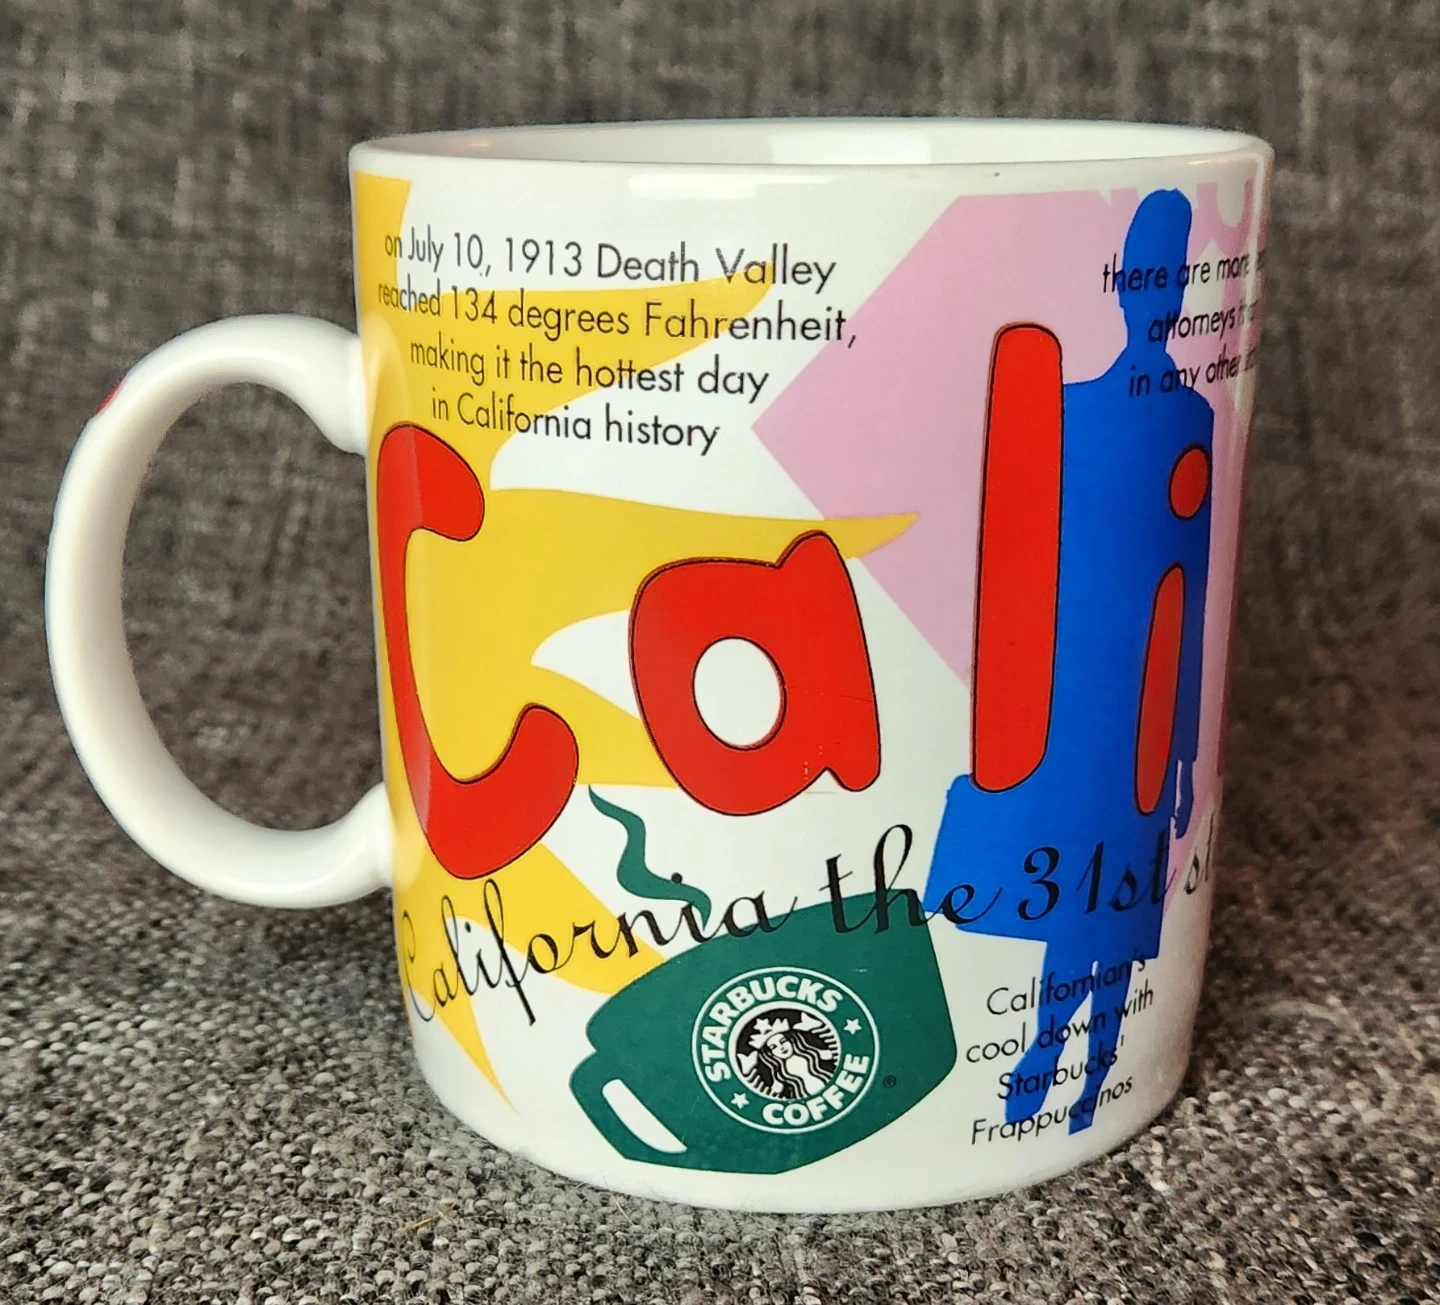 on July 10, 1913 Death Valley
reached 134 degrees Fahrenheit,
making it the hottest day
in California history
there are more
attorneys
in any other
Cali
California the 31st
STARBUCKS
COFFEE
®
Californian's
cool down with
Starbucks'
Frappuccinos